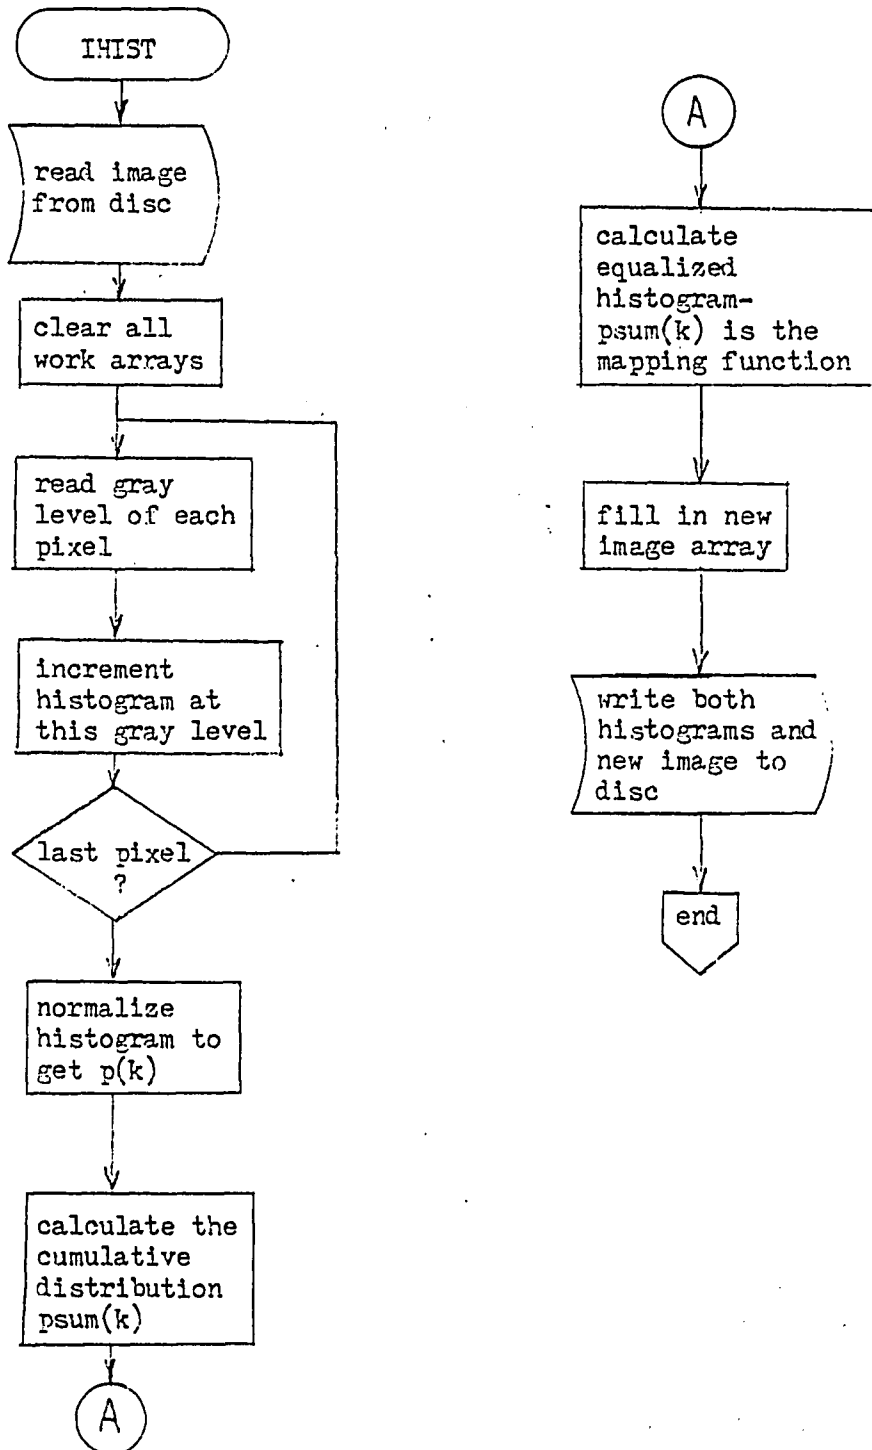 IHIST
read image
from disc
clear all
work arrays
read gray
level of each
pixel
increment
histogram at
this gray level
last pixel
?
normalize
histogram to
get p(k)
calculate the
cumulative
distribution
psum(k)
A
A
calculate
equalized
histogram-
psum(k) is the
mapping function
fill in new
image array
write both
histograms and
new image to
disc
end